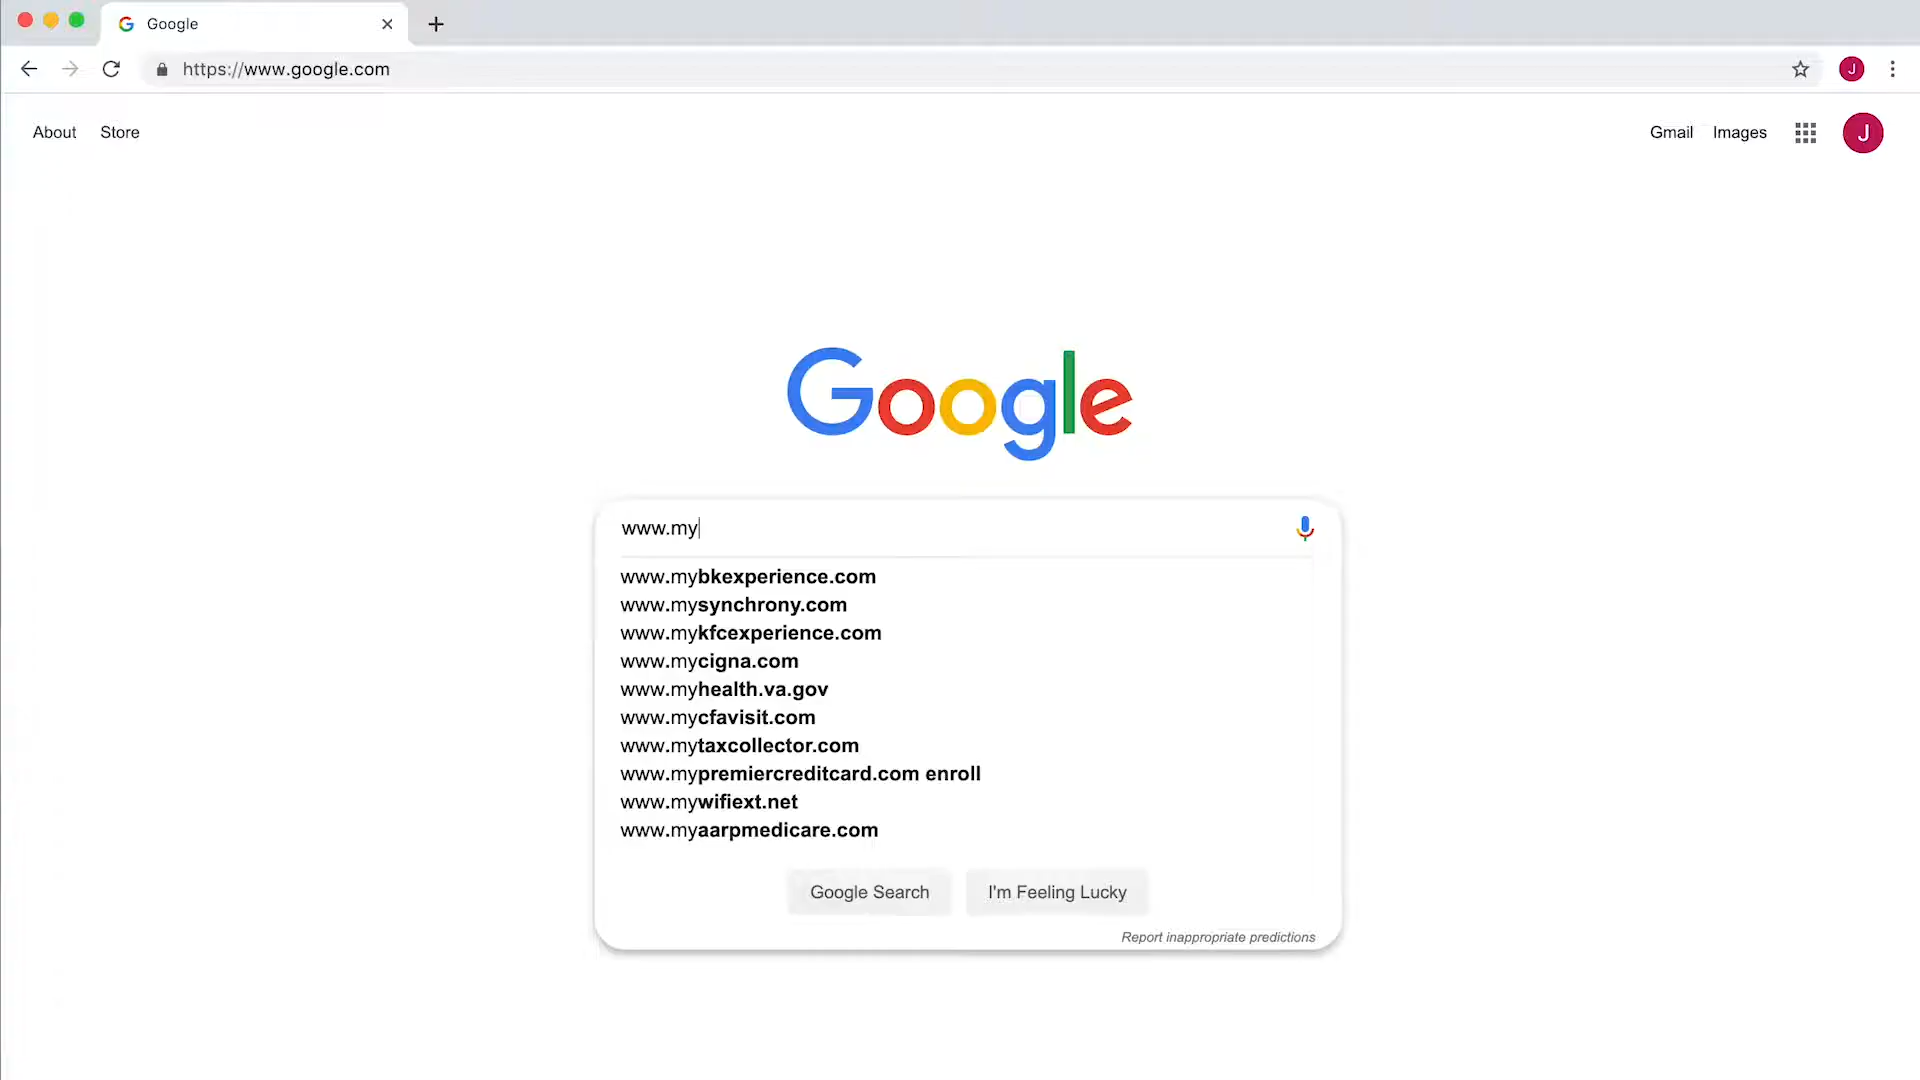 Google
https://www.google.com
J
About Store
Gmail Images
J
Google
www.my
www.mybkexperience.com
www.mysynchrony.com
www.mykfcexperience.com
www.mycigna.com
www.myhealth.va.gov
www.mycfavisit.com
www.mytaxcollector.com
www.mypremiercreditcard.com enroll
www.mywifiext.net
www.myaarpmedicare.com
Google Search
I'm Feeling Lucky
Report inappropriate predictions